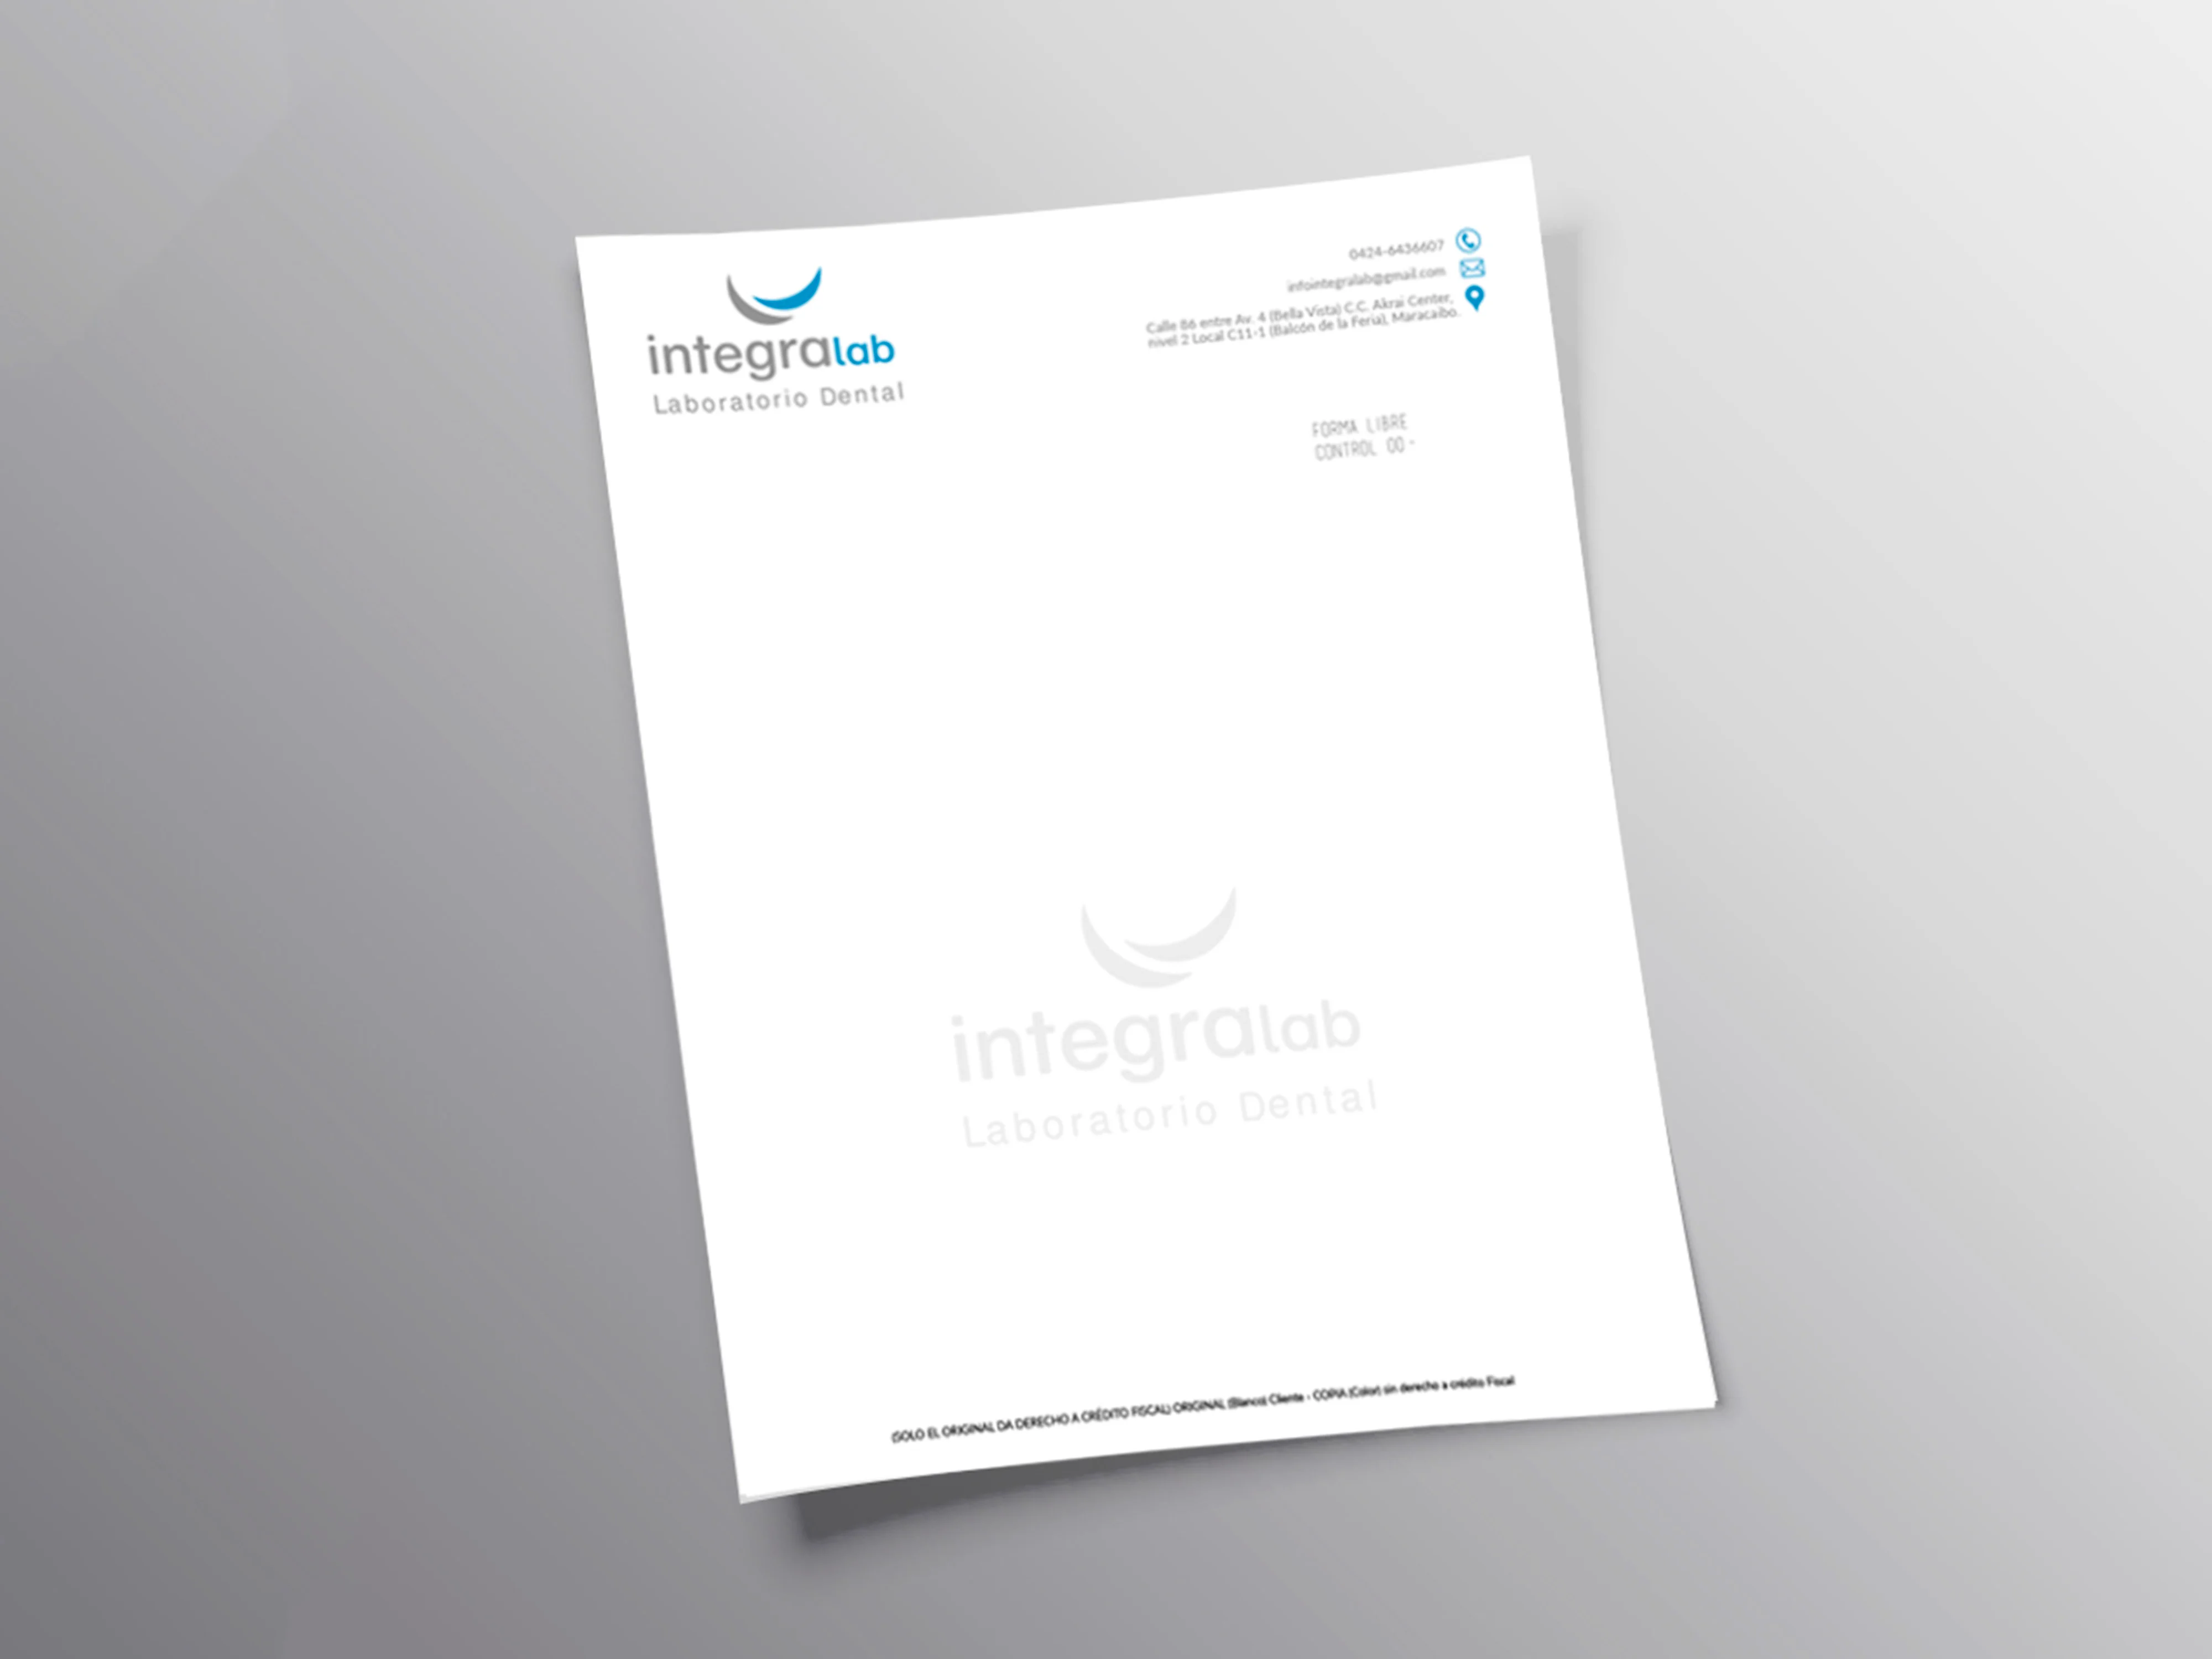 integralab
Laboratorio Dental
0424-6436607
infointegralab@gmail.com
Calle 86 entre Av. 4 (Bella Vista) C.C. Akrai Center,
nivel 2 Local C11-1 (Balcón de la Feria), Maracaibo.
FORMA LIBRE
CONTROL 00-
integralab
Laboratorio Dental
(SOLO EL ORIGINAL DA DERECHO A CRÉDITO FISCAL) ORIGINAL (Blanco) Cliente - COPIA (Color) sin derecho a crédito Fiscal